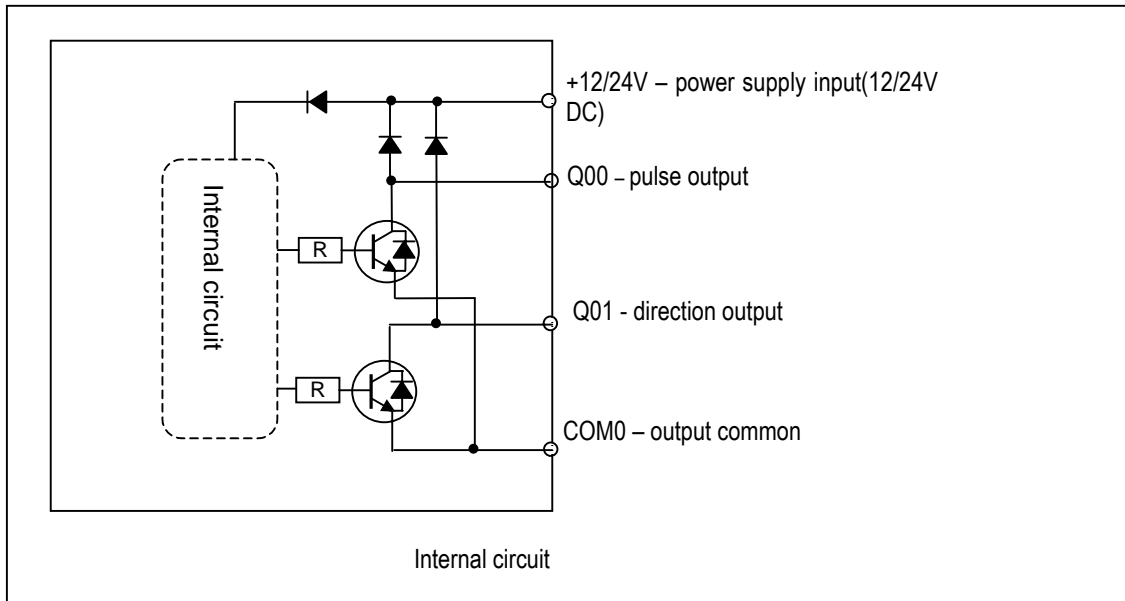 +12/24V – power supply input(12/24V
DC)
Q00 – pulse output
Internal circuit
R
Q01 - direction output
R
COM0 – output common
Internal circuit